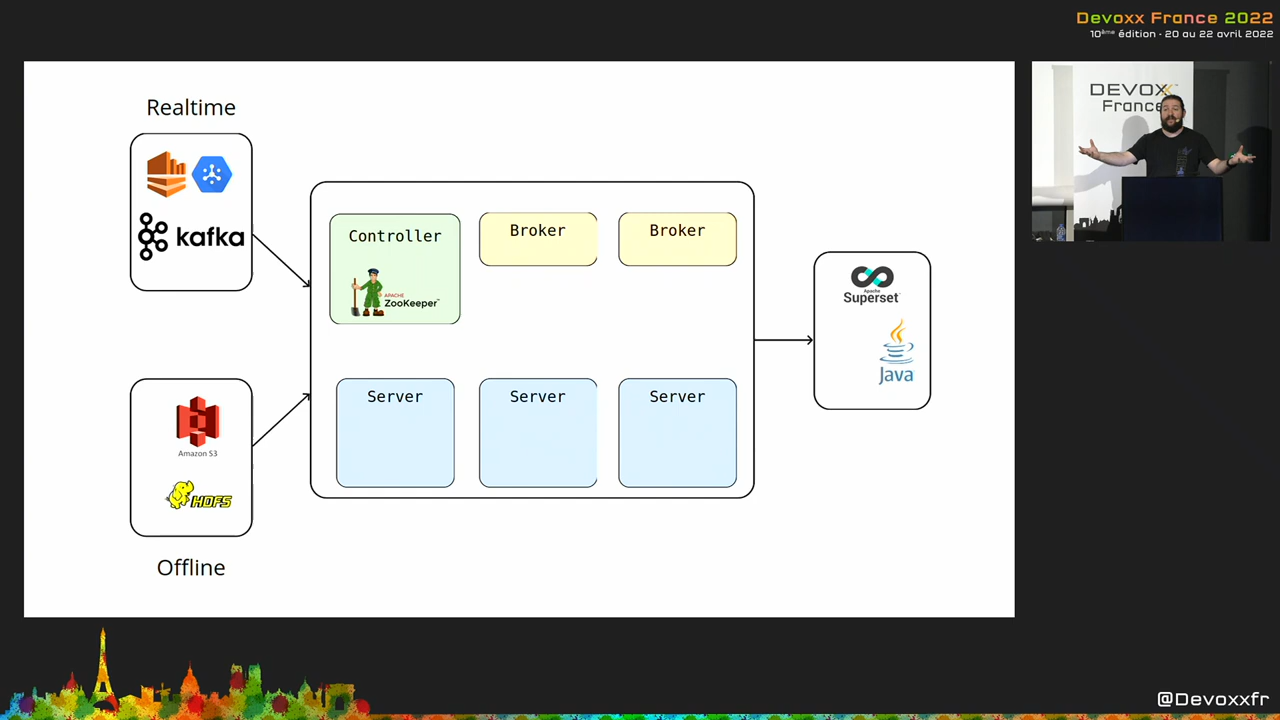 Devoxx France 2022
10ème édition · 20 au 22 avril 2022
Realtime
kafka
Controller
APACHE
ZooKeeper™
Broker
Broker
Server
Server
Server
Amazon S3
HDFS
Offline
Apache
Superset
Java
DEVOXX
France
@Devoxxfr